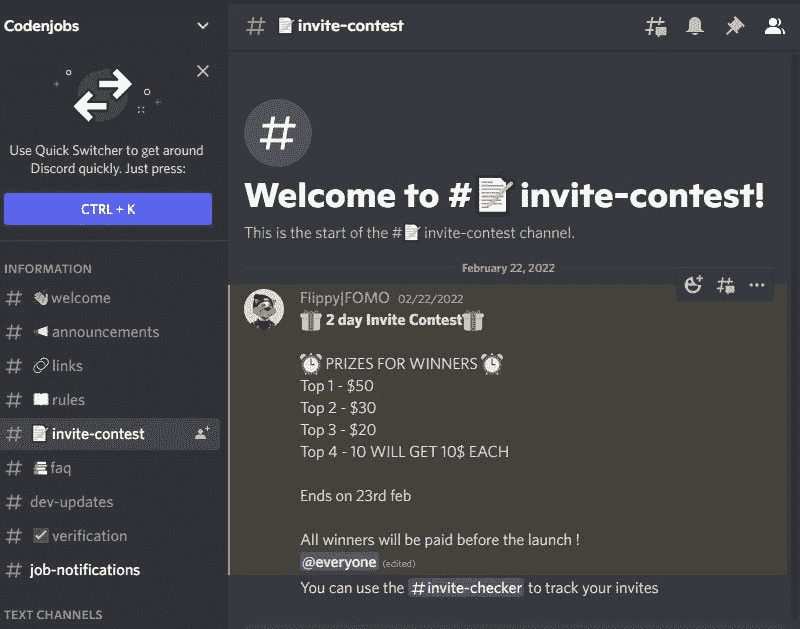 Codenjobs
Use Quick Switcher to get around
Discord quickly. Just press:
CTRL + K
INFORMATION
# 👋welcome
# 📢announcements
# 🔗links
# 📖rules
# 📝invite-contest
# 📚faq
# dev-updates
# ✅verification
# job-notifications
TEXT CHANNELS
# 📝invite-contest
#
Welcome to #📝invite-contest!
This is the start of the #📝invite-contest channel.
February 22, 2022
Flippy|FOMO 02/22/2022
🎁2 day Invite Contest🎁
⏰PRIZES FOR WINNERS⏰
Top 1 - $50
Top 2 - $30
Top 3 - $20
Top 4 - 10 WILL GET 10$ EACH
Ends on 23rd feb
All winners will be paid before the launch !
@everyone (edited)
You can use the #invite-checker to track your invites